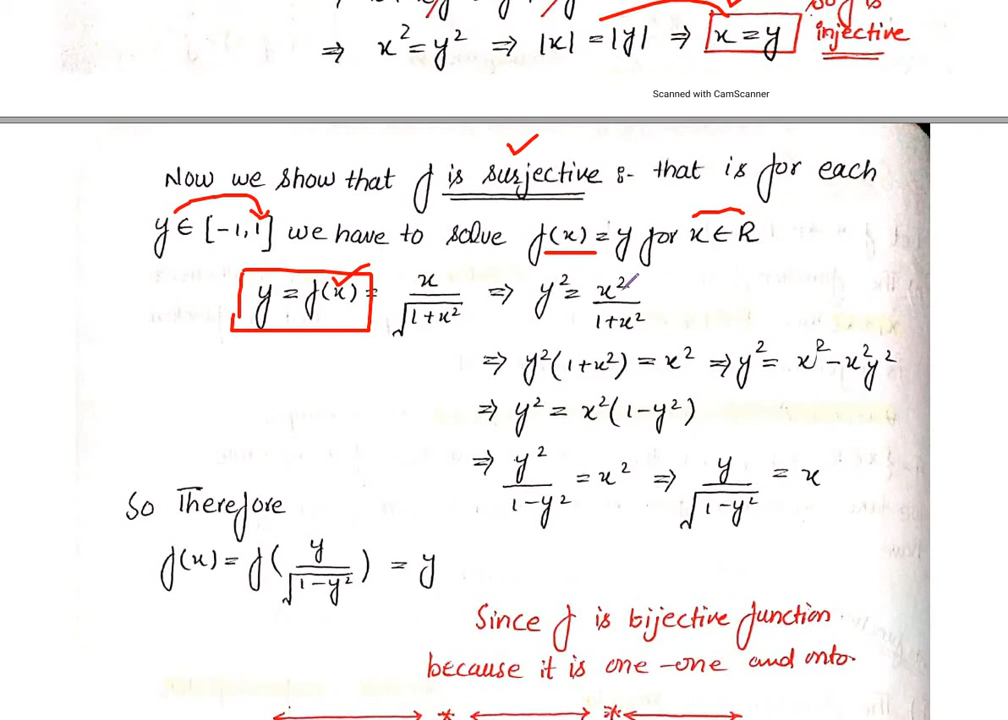 ⇒ x² = y² ⇒ |x| = |y| ⇒ x = y injective
Scanned with CamScanner
Now we show that f is surjective :- that is for each
y ∈ [-1, 1] we have to solve f(x) = y for x ∈ R
y = f(x) = x/√(1+x²) ⇒ y² = x²/(1+x²)
⇒ y²(1+x²) = x² ⇒ y² = x² - x²y²
⇒ y² = x²(1-y²)
⇒ y²/(1-y²) = x² ⇒ y/√(1-y²) = x
So Therefore
f(x) = f(y/√(1-y²)) = y
Since f is bijective function
because it is one-one and onto.